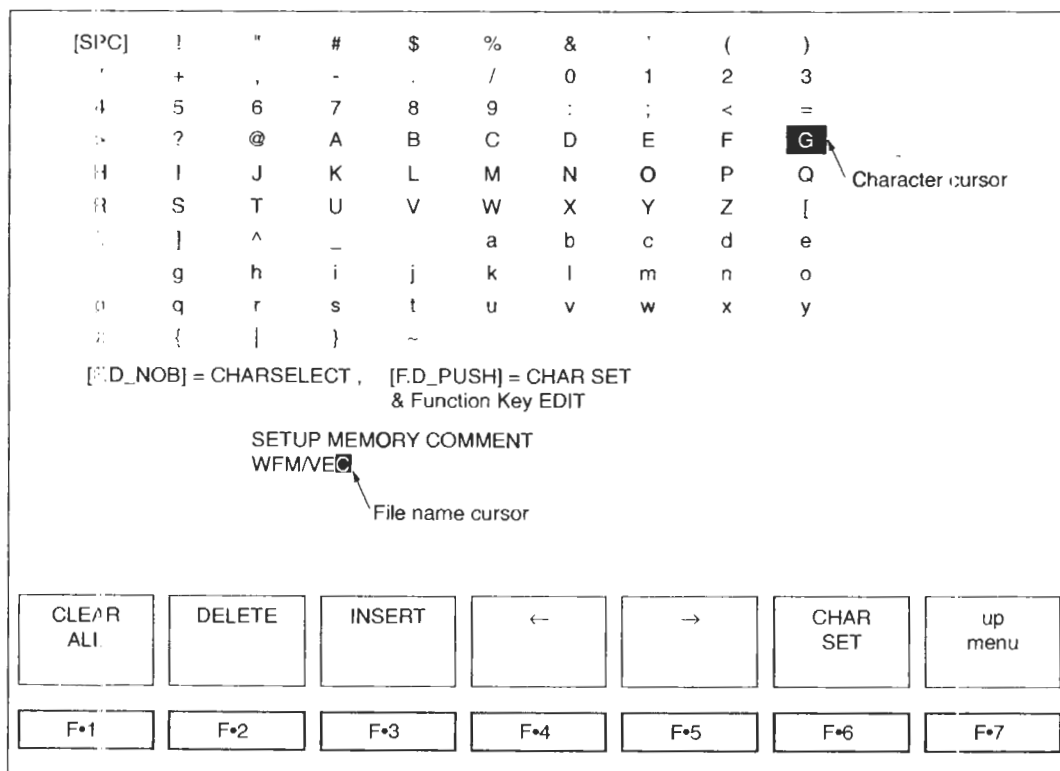 [SPC] ! " # $ % & ' ( )
' + , - . / 0 1 2 3
4 5 6 7 8 9 : ; < =
> ? @ A B C D E F G
H I J K L M N O P Q
Character cursor
R S T U V W X Y Z [
] ^ _ a b c d e
g h i j k l m n o
q r s t u v w x y
{ | } ~
[F.D_NOB] = CHARSELECT , [F.D_PUSH] = CHAR SET
& Function Key EDIT
SETUP MEMORY COMMENT
WFM/VEC
File name cursor
CLEAR ALL
DELETE
INSERT
←
→
CHAR SET
up menu
F•1 F•2 F•3 F•4 F•5 F•6 F•7